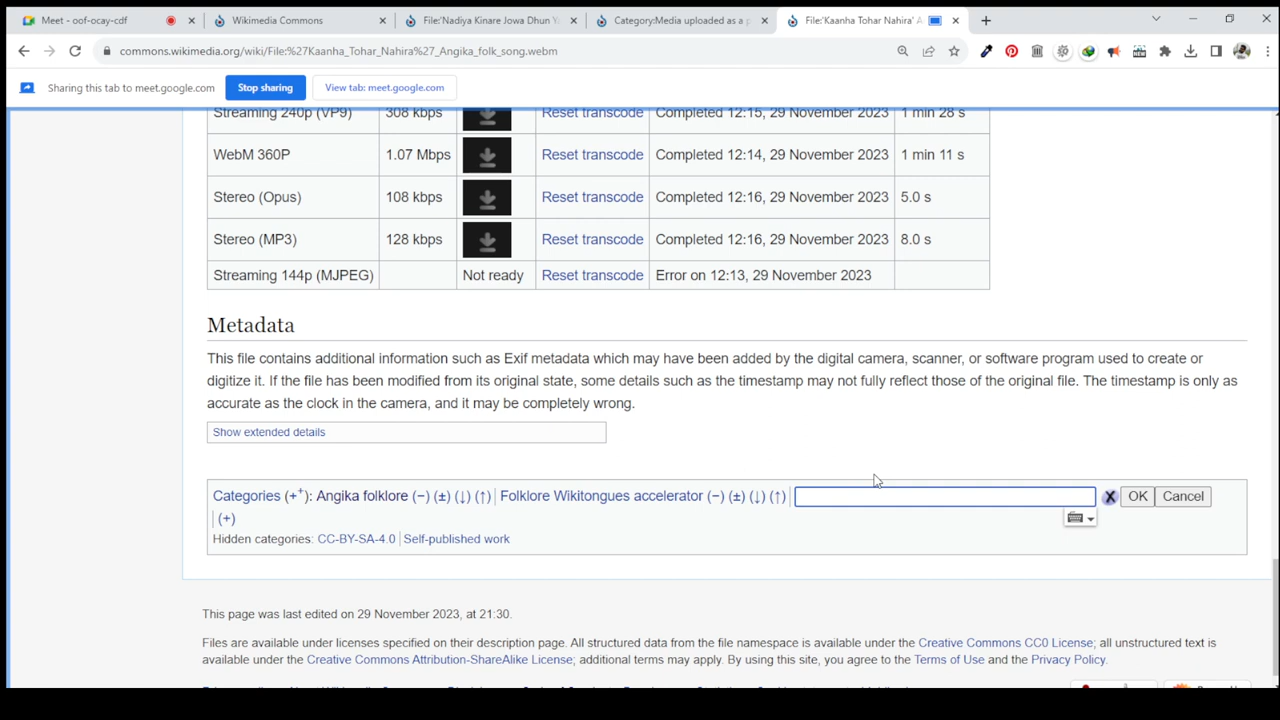 Meet - oof-ocay-cdf
Wikimedia Commons
File:'Nadiya Kinare Jowa Dhun Y
Category:Media uploaded as a p
File:'Kaanha Tohar Nahira' A
commons.wikimedia.org/wiki/File:%27Kaanha_Tohar_Nahira%27_Angika_folk_song.webm
Sharing this tab to meet.google.com Stop sharing View tab: meet.google.com
Streaming 240p (VP9) 308 kbps Reset transcode Completed 12:15, 29 November 2023 1 min 28 s
WebM 360P 1.07 Mbps Reset transcode Completed 12:14, 29 November 2023 1 min 11 s
Stereo (Opus) 108 kbps Reset transcode Completed 12:16, 29 November 2023 5.0 s
Stereo (MP3) 128 kbps Reset transcode Completed 12:16, 29 November 2023 8.0 s
Streaming 144p (MJPEG) Not ready Reset transcode Error on 12:13, 29 November 2023
Metadata
This file contains additional information such as Exif metadata which may have been added by the digital camera, scanner, or software program used to create or
digitize it. If the file has been modified from its original state, some details such as the timestamp may not fully reflect those of the original file. The timestamp is only as
accurate as the clock in the camera, and it may be completely wrong.
Show extended details
Categories (+⁺): Angika folklore (−) (±) (↓) (↑) | Folklore Wikitongues accelerator (−) (±) (↓) (↑) | X OK Cancel
(+)
Hidden categories: CC-BY-SA-4.0 | Self-published work
This page was last edited on 29 November 2023, at 21:30.
Files are available under licenses specified on their description page. All structured data from the file namespace is available under the Creative Commons CC0 License; all unstructured text is
available under the Creative Commons Attribution-ShareAlike License; additional terms may apply. By using this site, you agree to the Terms of Use and the Privacy Policy.